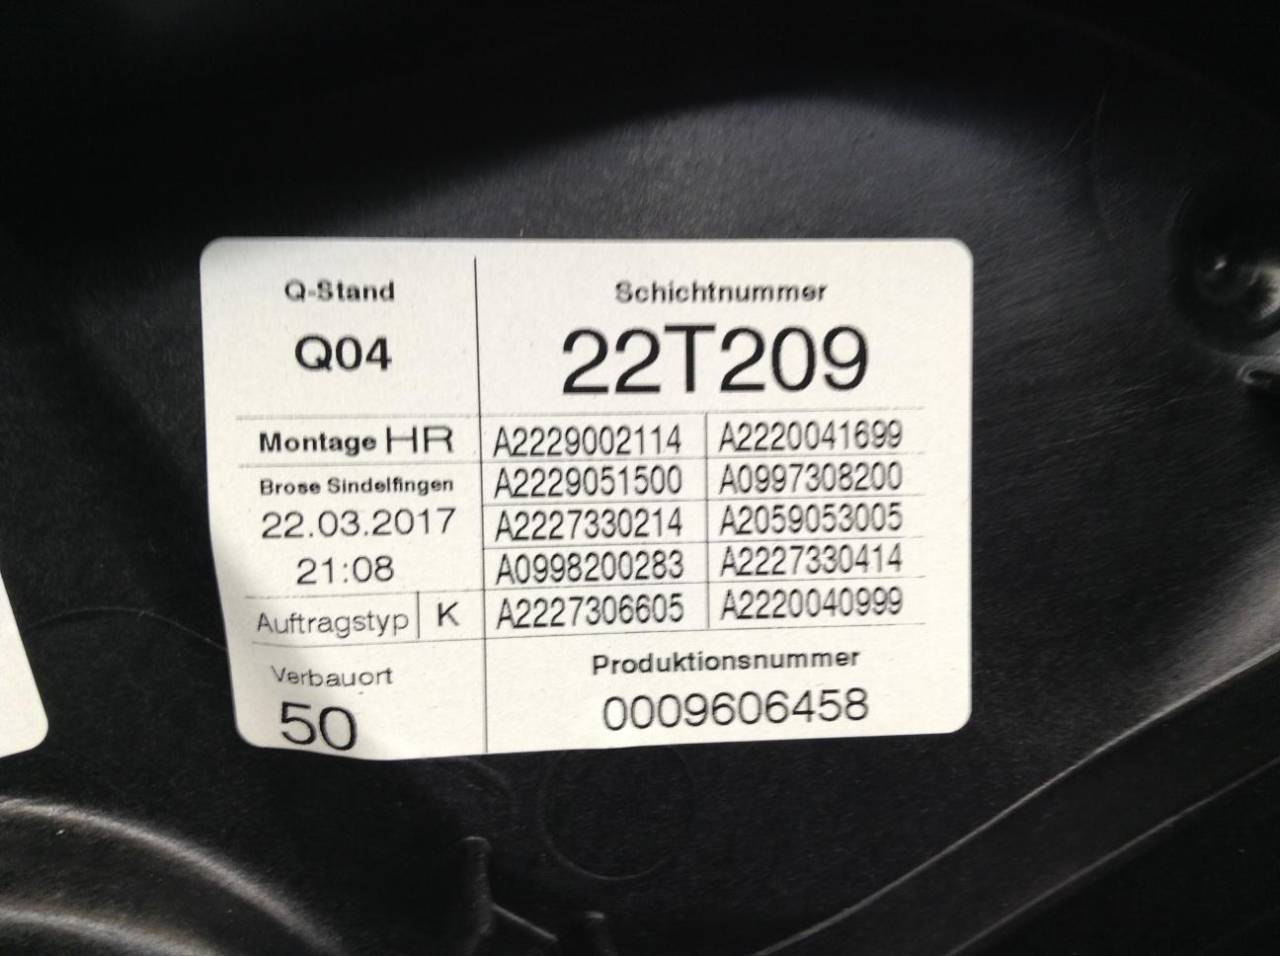 Q-Stand
Q04
Schichtnummer
22T209
Montage HR
Brose Sindelfingen
22.03.2017
21:08
Auftragstyp K
A2229002114 A2220041699
A2229051500 A0997308200
A2227330214 A2059053005
A0998200283 A2227330414
A2227306605 A2220040999
Verbauort
50
Produktionsnummer
0009606458